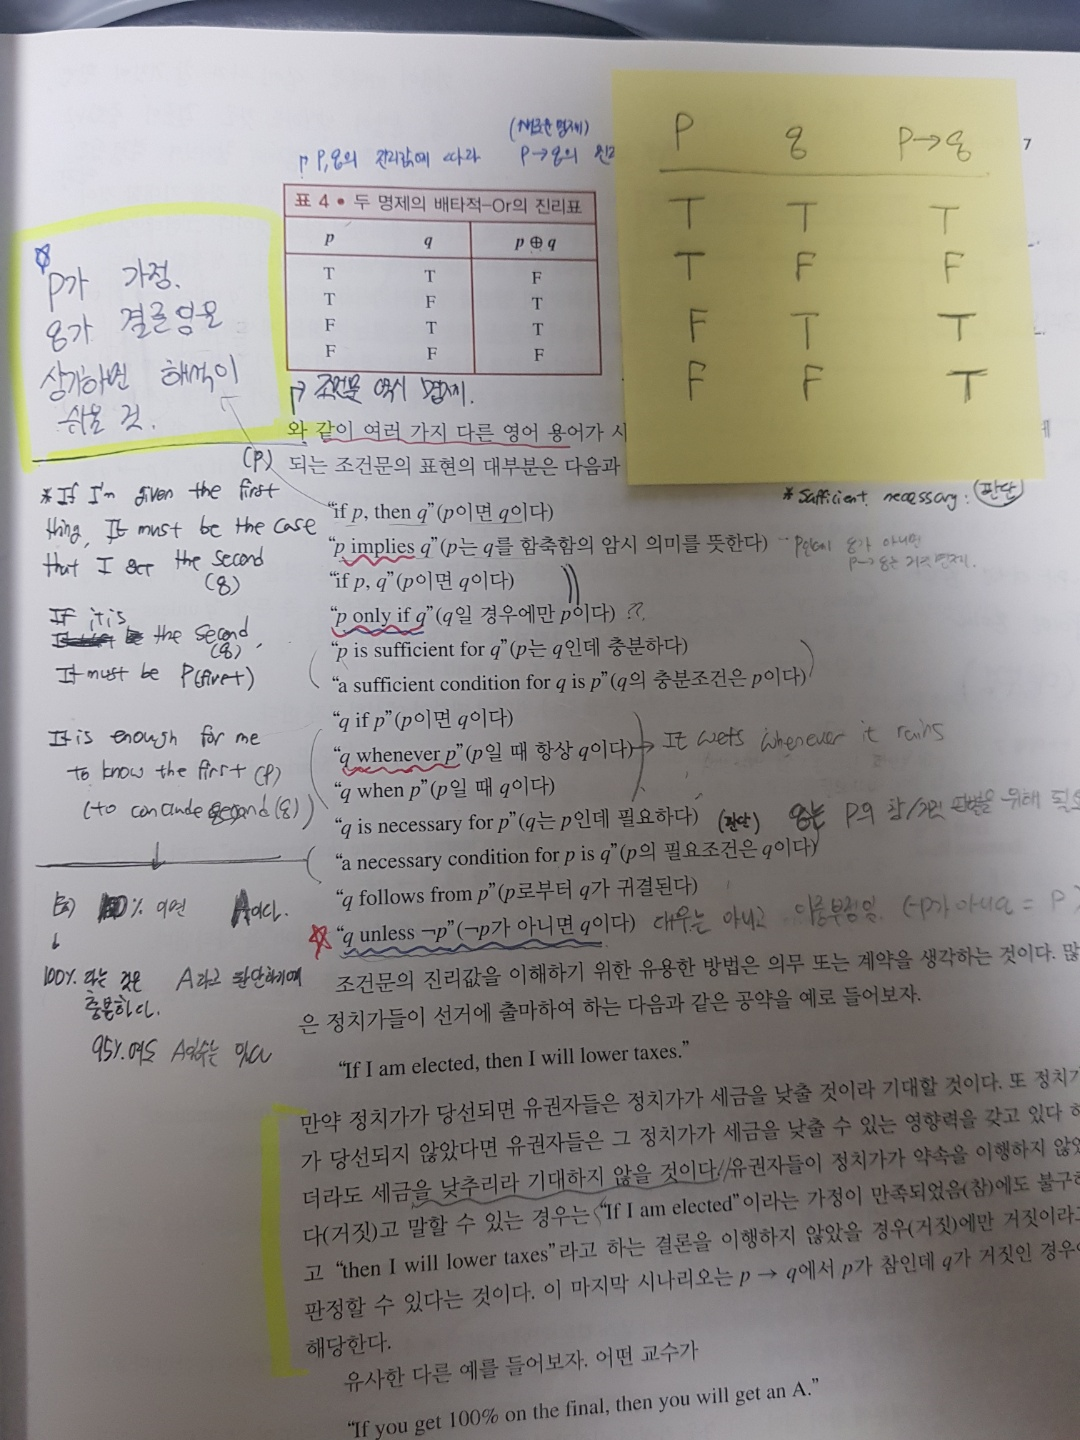 7
(새로운 명제)
P, q의 진리값에 따라 P→q의 진
표 4 • 두 명제의 배타적-Or의 진리표
p q p ⊕ q
T T F
T F T
F T T
F F F
P q P→q
T T T
T F F
F T T
F F T
P가 가정.
q가 결론임을
상기하면 해석이
쉬울 것.
조건문 역시 명제.
와 같이 여러 가지 다른 영어 용어가 시
되는 조건문의 표현의 대부분은 다음과
(p)
* If I'm given the first
thing, It must be the case
that I get the second
(q)
If it is
the second,
(q)
It must be P(first)
It is enough for me
to know the first (p)
(to conclude second (q))
Ex) 100% 이면 A이다.
100% 라는 것은 A라고 판단하기에
충분하다.
95%여도 A일수는 있다
* Sufficient, necessary : (판단)
“if p, then q”(p이면 q이다)
“p implies q”(p는 q를 함축함의 암시 의미를 뜻한다)
P인데 q가 아니면
P→q는 거짓 명제.
“if p, q”(p이면 q이다)
“p only if q”(q일 경우에만 p이다) ??
“p is sufficient for q”(p는 q인데 충분하다)
“a sufficient condition for q is p”(q의 충분조건은 p이다)
“q if p”(p이면 q이다)
“q whenever p”(p일 때 항상 q이다) → It wets whenever it rains
“q when p”(p일 때 q이다)
“q is necessary for p”(q는 p인데 필요하다) (판단) q는 P의 참/거짓 판별을 위해 필요
“a necessary condition for p is q”(p의 필요조건은 q이다)
“q follows from p”(p로부터 q가 귀결된다)
“q unless ¬p”(¬p가 아니면 q이다) 대우는 아니고 이중부정일. (¬p가 아니 = P
조건문의 진리값을 이해하기 위한 유용한 방법은 의무 또는 계약을 생각하는 것이다. 많
은 정치가들이 선거에 출마하여 하는 다음과 같은 공약을 예로 들어보자.
“If I am elected, then I will lower taxes.”
만약 정치가가 당선되면 유권자들은 정치가가 세금을 낮출 것이라 기대할 것이다. 또 정치가
가 당선되지 않았다면 유권자들은 그 정치가가 세금을 낮출 수 있는 영향력을 갖고 있다 하
더라도 세금을 낮추리라 기대하지 않을 것이다//유권자들이 정치가가 약속을 이행하지 않았
다(거짓)고 말할 수 있는 경우는 “If I am elected”이라는 가정이 만족되었음(참)에도 불구하
고 “then I will lower taxes”라고 하는 결론을 이행하지 않았을 경우(거짓)에만 거짓이라고
판정할 수 있다는 것이다. 이 마지막 시나리오는 p → q에서 p가 참인데 q가 거짓인 경우에
해당한다.
유사한 다른 예를 들어보자. 어떤 교수가
“If you get 100% on the final, then you will get an A.”